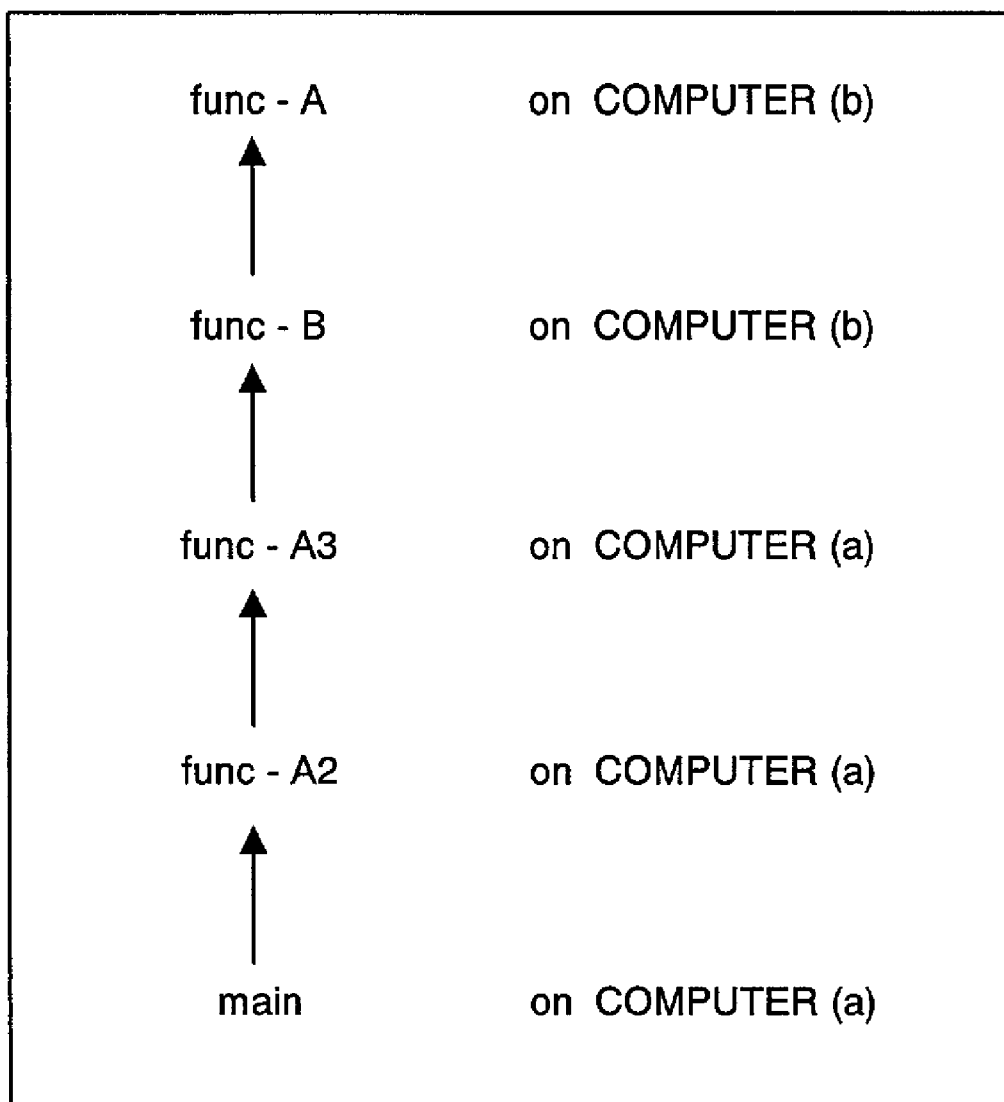 func - A on COMPUTER (b)
func - B on COMPUTER (b)
func - A3 on COMPUTER (a)
func - A2 on COMPUTER (a)
main on COMPUTER (a)